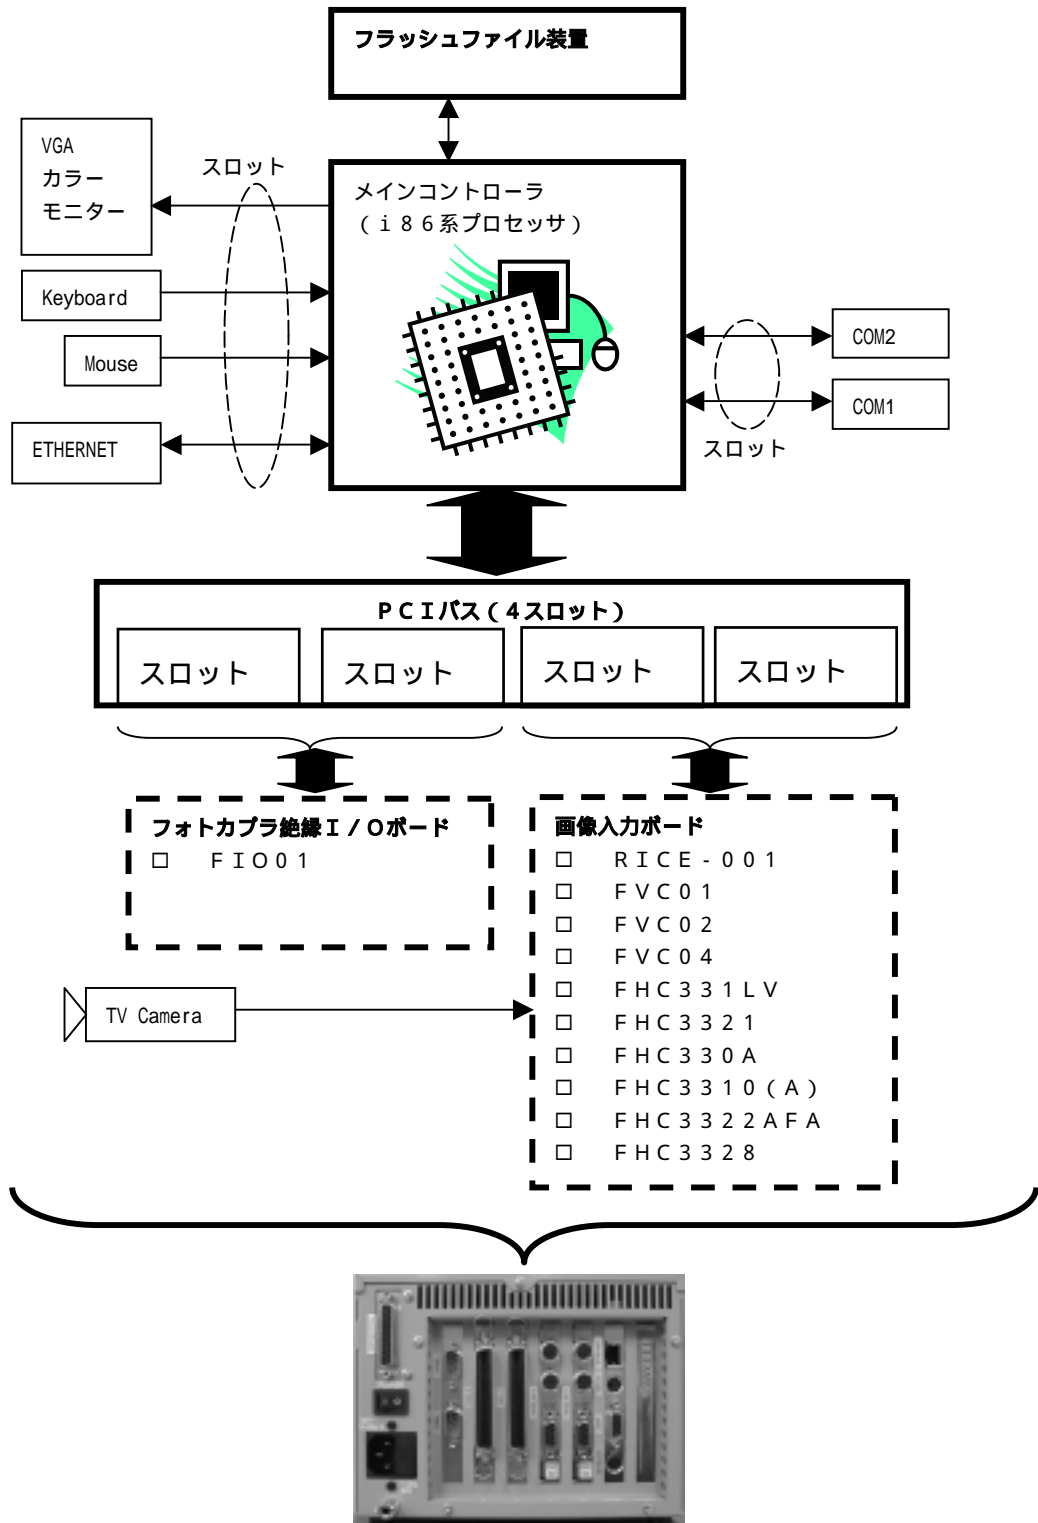 フラッシュファイル装置
VGA
カラー
モニター
スロット
メインコントローラ
（ｉ８６系プロセッサ）
Keyboard
Mouse
ETHERNET
COM2
COM1
スロット
ＰＣＩバス（４スロット）
スロット
スロット
スロット
スロット
フォトカプラ絶縁Ｉ／Ｏボード
□　ＦＩＯ０１
画像入力ボード
□　ＲＩＣＥ‐００１
□　ＦＶＣ０１
□　ＦＶＣ０２
□　ＦＶＣ０４
□　ＦＨＣ３３１ＬＶ
□　ＦＨＣ３３２１
□　ＦＨＣ３３０Ａ
□　ＦＨＣ３３１０（Ａ）
□　ＦＨＣ３３２２ＡＦＡ
□　ＦＨＣ３３２８
TV Camera